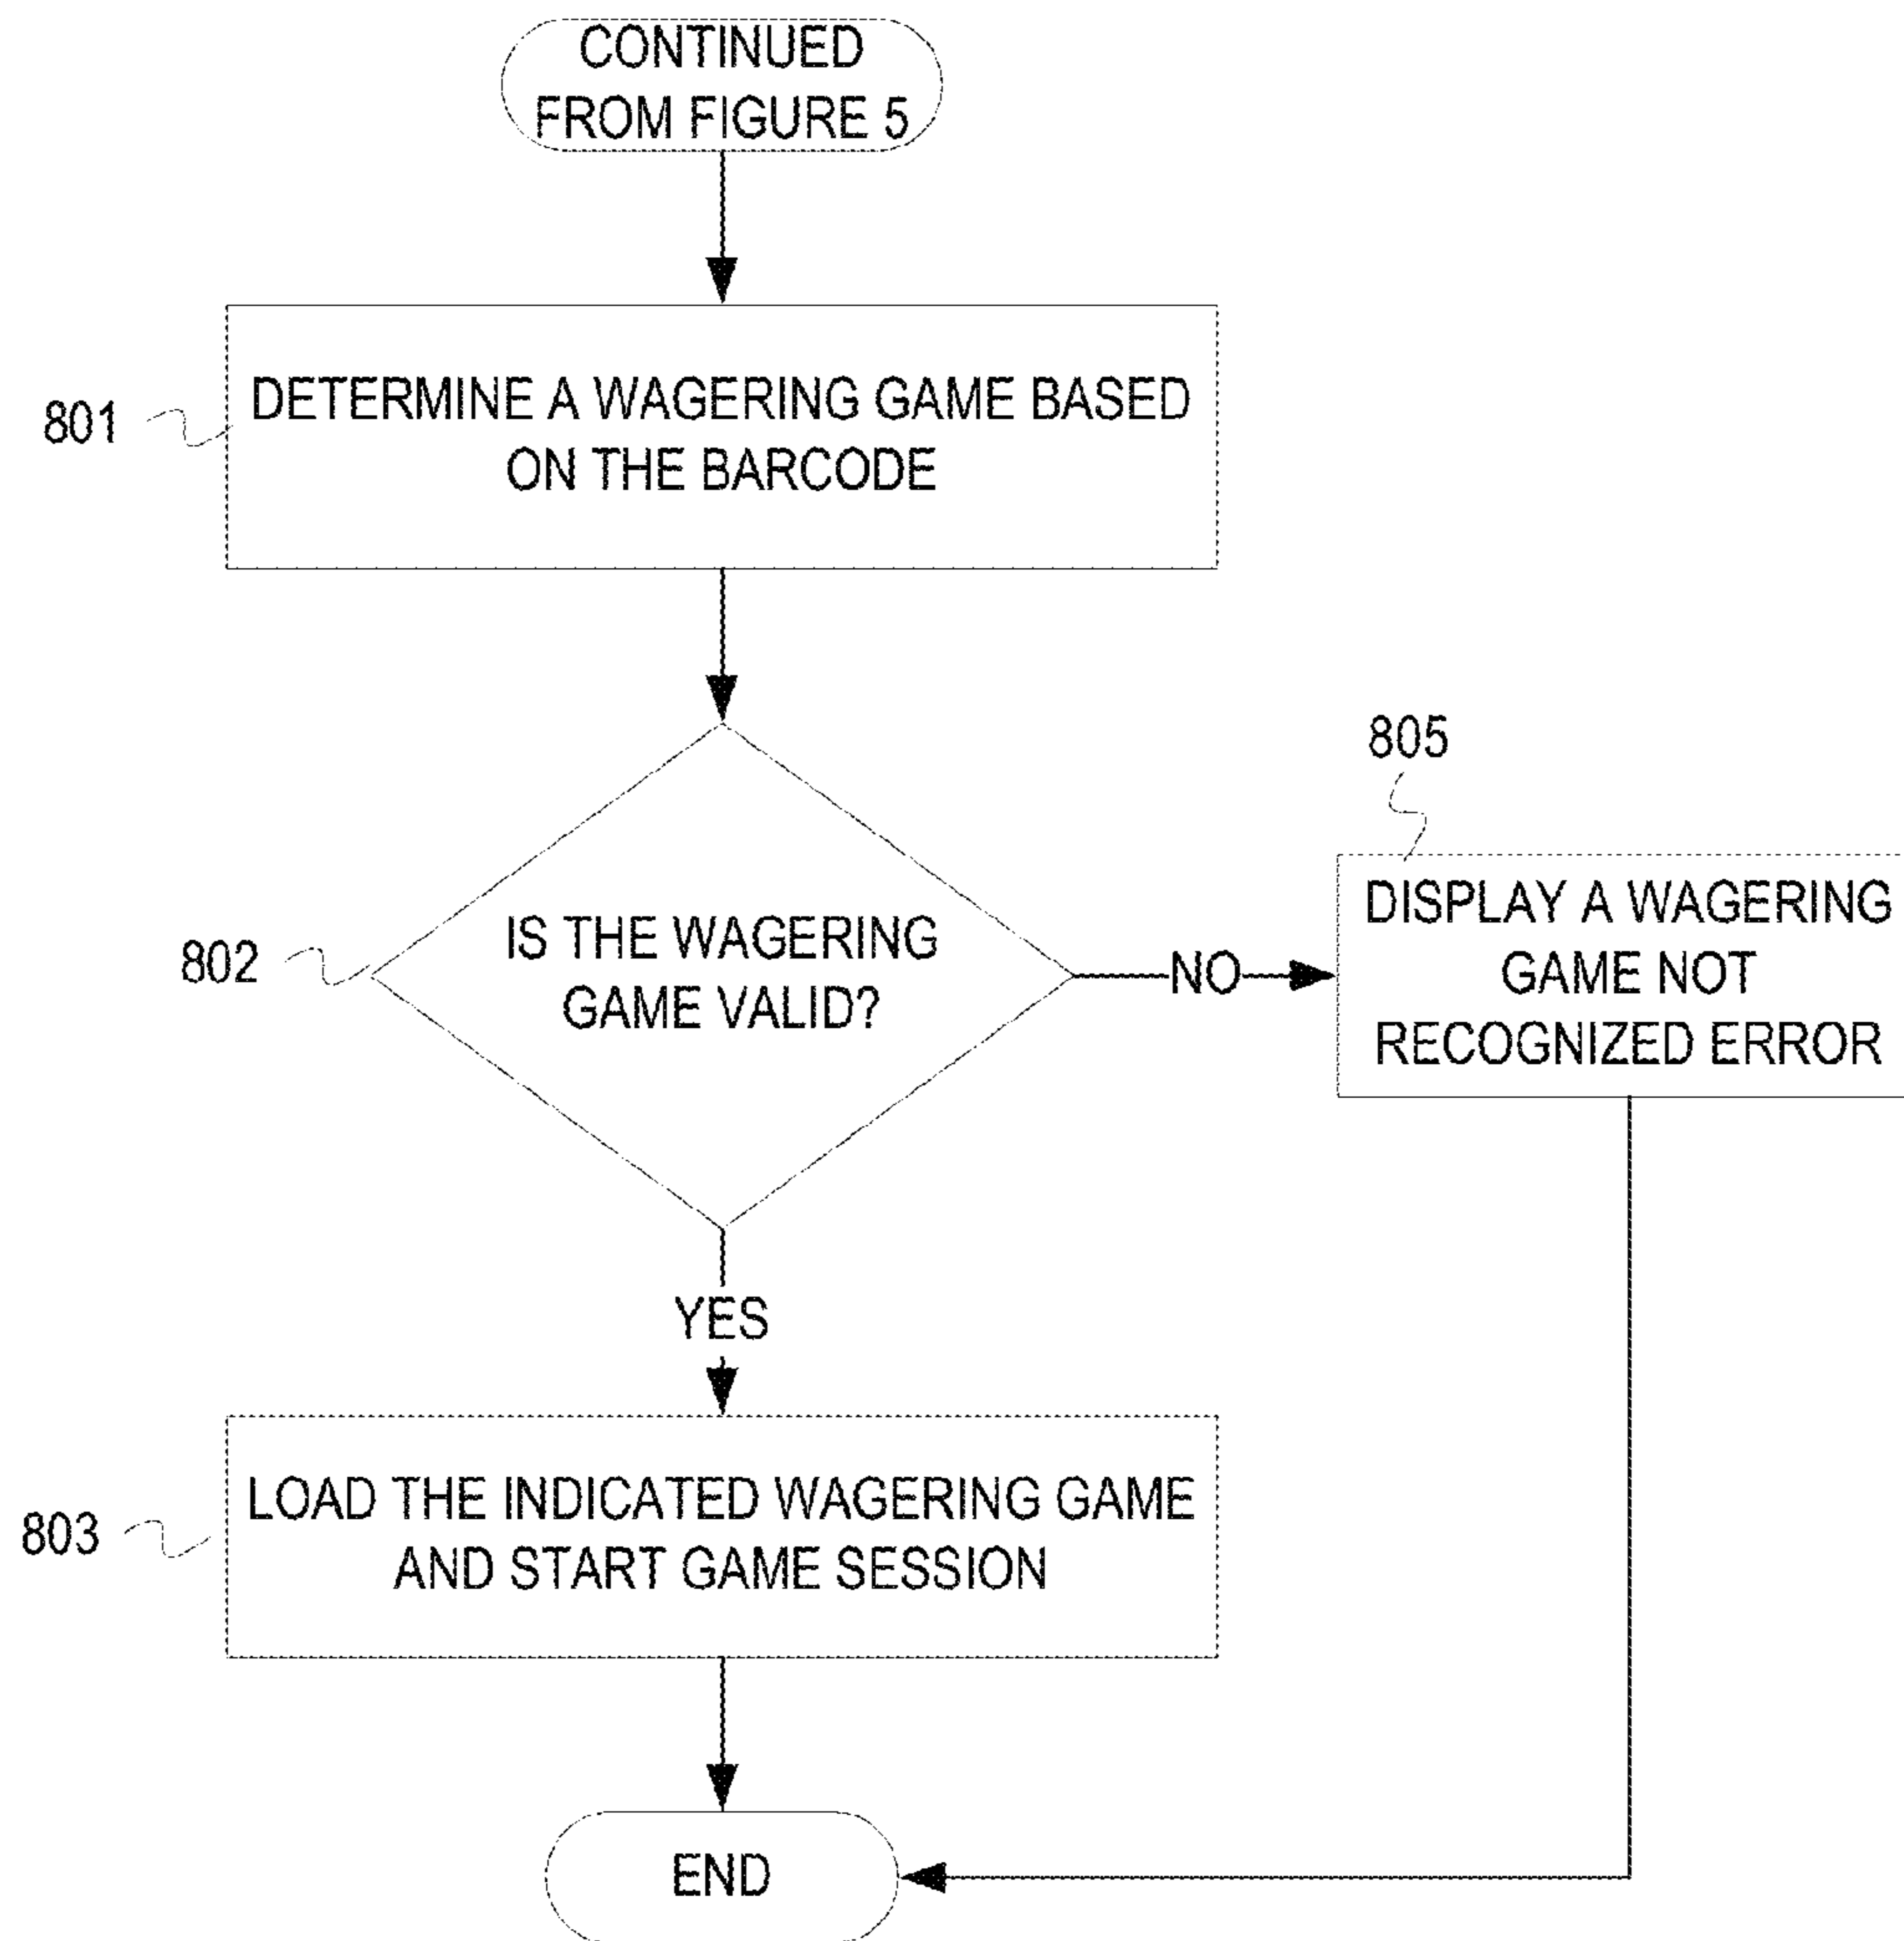 CONTINUED
FROM FIGURE 5
801
DETERMINE A WAGERING GAME BASED
ON THE BARCODE
802
IS THE WAGERING
GAME VALID?
NO
805
DISPLAY A WAGERING
GAME NOT
RECOGNIZED ERROR
YES
803
LOAD THE INDICATED WAGERING GAME
AND START GAME SESSION
END